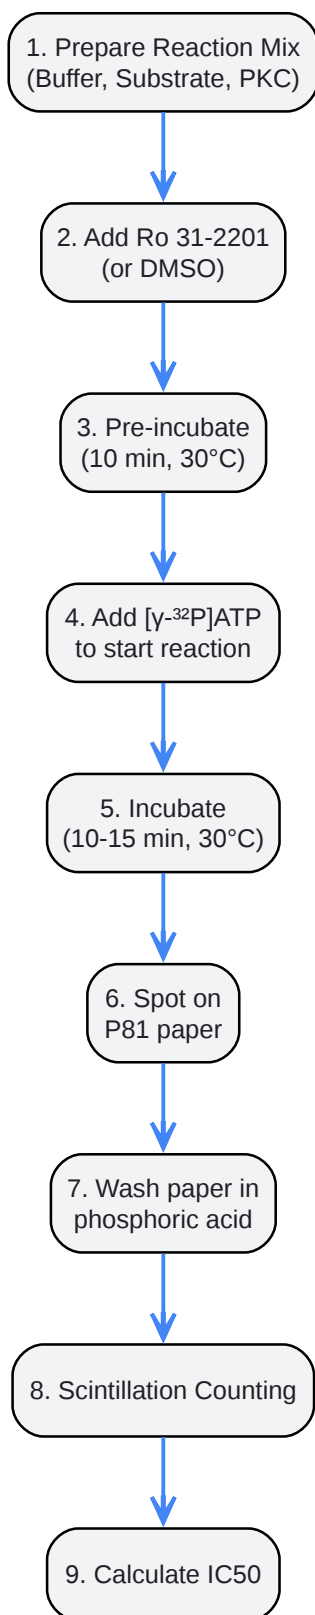 1. Prepare Reaction Mix
(Buffer, Substrate, PKC)
2. Add Ro 31-2201
(or DMSO)
3. Pre-incubate
(10 min, 30°C)
4. Add [γ-³²P]ATP
to start reaction
5. Incubate
(10-15 min, 30°C)
6. Spot on
P81 paper
7. Wash paper in
phosphoric acid
8. Scintillation Counting
9. Calculate IC50